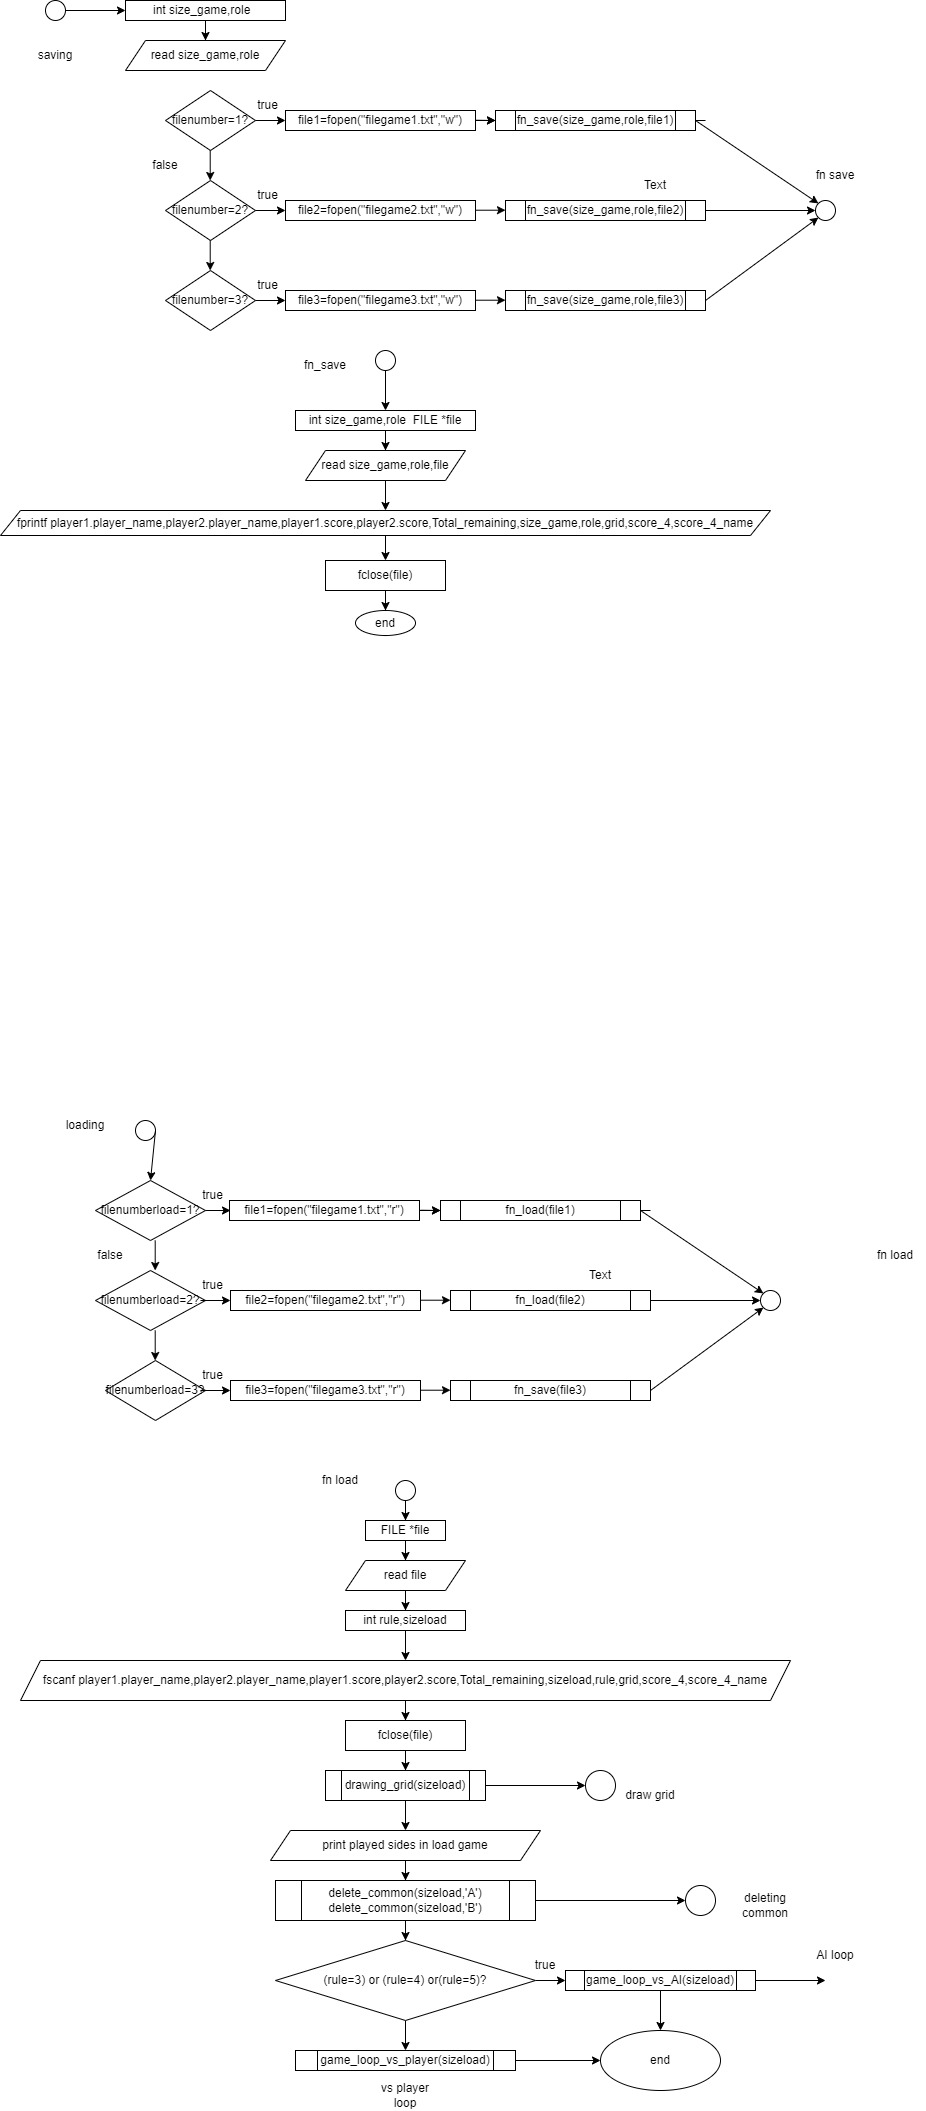 int size_game,role
saving
read size_game,role
true
filenumber=1?
file1=fopen("filegame1.txt","w")
fn_save(size_game,role,file1)
false
fn save
Text
true
filenumber=2?
file2=fopen("filegame2.txt","w")
fn_save(size_game,role,file2)
true
filenumber=3?
file3=fopen("filegame3.txt","w")
fn_save(size_game,role,file3)
fn_save
int size_game,role  FILE *file
read size_game,role,file
fprintf player1.player_name,player2.player_name,player1.score,player2.score,Total_remaining,size_game,role,grid,score_4,score_4_name
fclose(file)
end
loading
true
filenumberload=1?
file1=fopen("filegame1.txt","r")
fn_load(file1)
false
fn load
Text
true
filenumberload=2?
file2=fopen("filegame2.txt","r")
fn_load(file2)
true
filenumberload=3?
file3=fopen("filegame3.txt","r")
fn_save(file3)
fn load
FILE *file
read file
int rule,sizeload
fscanf player1.player_name,player2.player_name,player1.score,player2.score,Total_remaining,sizeload,rule,grid,score_4,score_4_name
fclose(file)
drawing_grid(sizeload)
draw grid
print played sides in load game
delete_common(sizeload,'A')
delete_common(sizeload,'B')
deleting
common
AI loop
true
(rule=3) or (rule=4) or(rule=5)?
game_loop_vs_AI(sizeload)
game_loop_vs_player(sizeload)
end
vs player
loop